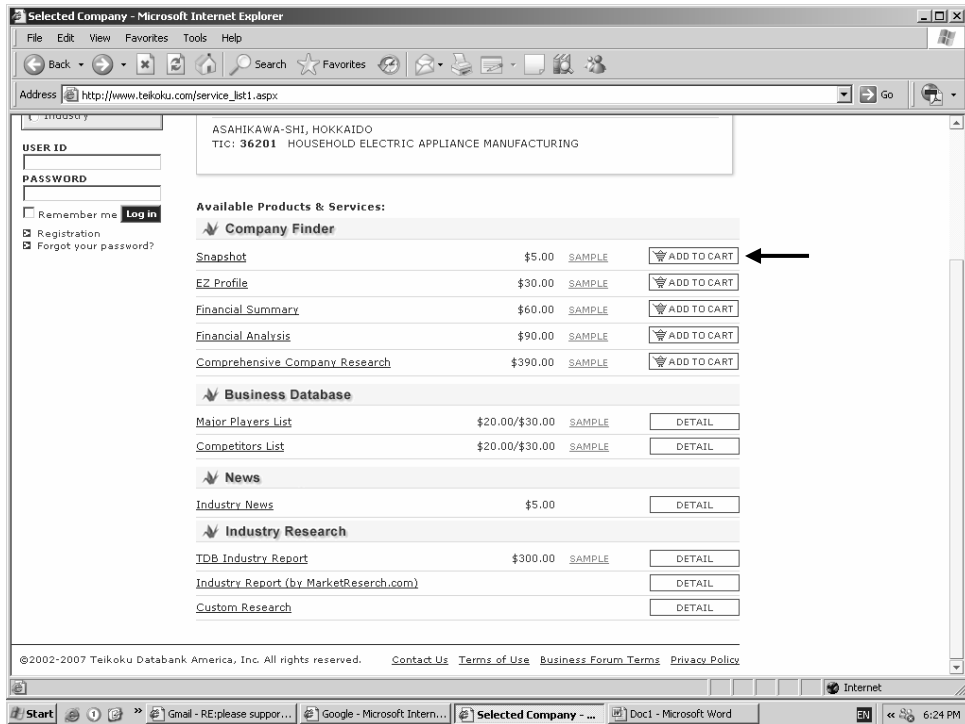 Selected Company - Microsoft Internet Explorer
File Edit View Favorites Tools Help
Back Search Favorites
Address http://www.teikoku.com/service_list1.aspx Go
Industry
ASAHIKAWA-SHI, HOKKAIDO
TIC: 36201 HOUSEHOLD ELECTRIC APPLIANCE MANUFACTURING
USER ID
PASSWORD
Remember me Log in
Registration
Forgot your password?
Available Products & Services:
Company Finder
Snapshot $5.00 SAMPLE ADD TO CART
EZ Profile $30.00 SAMPLE ADD TO CART
Financial Summary $60.00 SAMPLE ADD TO CART
Financial Analysis $90.00 SAMPLE ADD TO CART
Comprehensive Company Research $390.00 SAMPLE ADD TO CART
Business Database
Major Players List $20.00/$30.00 SAMPLE DETAIL
Competitors List $20.00/$30.00 SAMPLE DETAIL
News
Industry News $5.00 DETAIL
Industry Research
TDB Industry Report $300.00 SAMPLE DETAIL
Industry Report (by MarketReserch.com) DETAIL
Custom Research DETAIL
©2002-2007 Teikoku Databank America, Inc. All rights reserved. Contact Us Terms of Use Business Forum Terms Privacy Policy
Internet
Start » Gmail - RE:please suppor... Google - Microsoft Intern... Selected Company - ... Doc1 - Microsoft Word EN « 6:24 PM